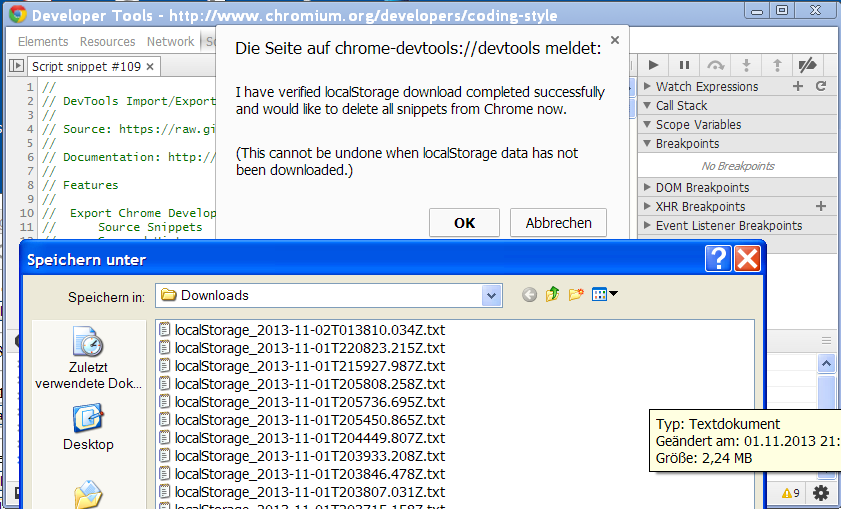 Developer Tools - http://www.chromium.org/developers/coding-style
Elements Resources Network
Die Seite auf chrome-devtools://devtools meldet:
Script snippet #109 ×
I have verified localStorage download completed successfully
and would like to delete all snippets from Chrome now.
(This cannot be undone when localStorage data has not
been downloaded.)
OK Abbrechen
1 //
2 // DevTools Import/Export
3 //
4 // Source: https://raw.gi
5 //
6 // Documentation: http://
7 //
8 // Features
9 //
10 // Export Chrome Develop
11 // Source Snippets
12 //
Watch Expressions
Call Stack
Scope Variables
Breakpoints
No Breakpoints
DOM Breakpoints
XHR Breakpoints
Event Listener Breakpoints
Speichern unter
Speichern in: Downloads
Zuletzt
verwendete Dok...
Desktop
localStorage_2013-11-02T013810.034Z.txt
localStorage_2013-11-01T220823.215Z.txt
localStorage_2013-11-01T215927.987Z.txt
localStorage_2013-11-01T205808.258Z.txt
localStorage_2013-11-01T205736.695Z.txt
localStorage_2013-11-01T205450.865Z.txt
localStorage_2013-11-01T204449.807Z.txt
localStorage_2013-11-01T203933.208Z.txt
localStorage_2013-11-01T203846.478Z.txt
localStorage_2013-11-01T203807.031Z.txt
localStorage_2013-11-01T203715.158Z.txt
Typ: Textdokument
Geändert am: 01.11.2013 21:
Größe: 2,24 MB
9